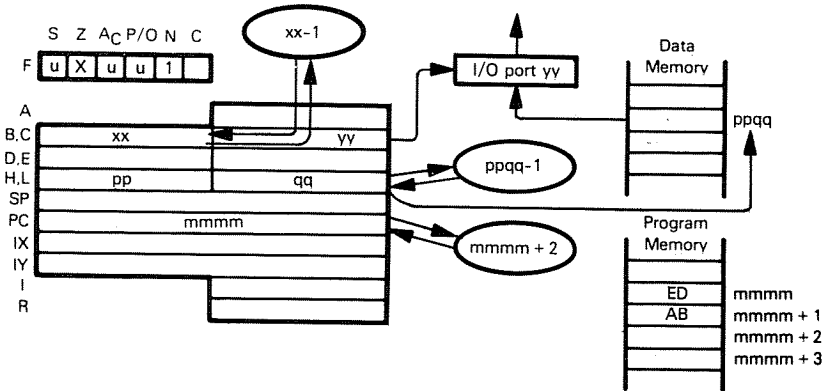 S Z AC P/O N C
F u X u u 1
xx-1
I/O port yy
Data
Memory
ppqq
A
B,C xx yy
D,E
H,L pp qq
ppqq-1
SP
PC mmmm
mmmm + 2
IX
IY
I
R
Program
Memory
ED mmmm
AB mmmm + 1
mmmm + 2
mmmm + 3